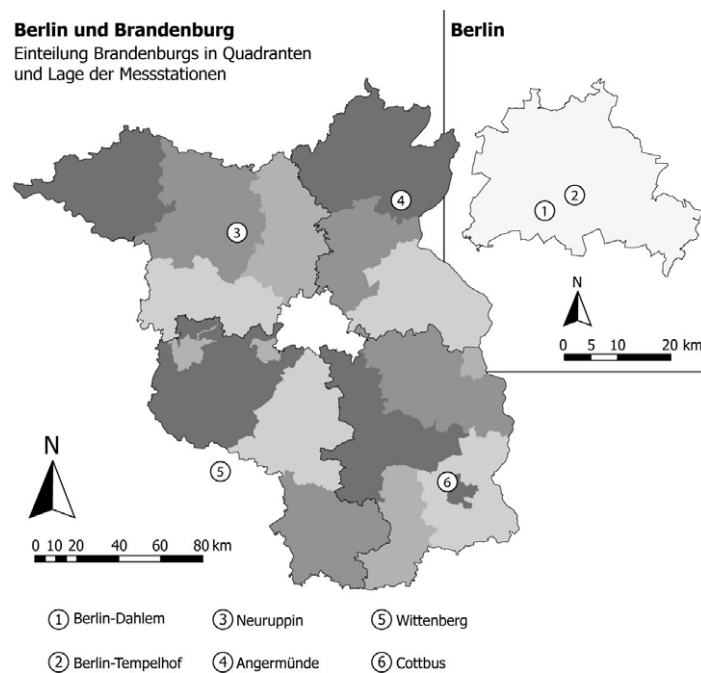 Berlin und Brandenburg
Einteilung Brandenburgs in Quadranten
und Lage der Messstationen
Berlin
4
3
1
2
N
0 5 10 20 km
5
6
N
0 10 20 40 60 80 km
1 Berlin-Dahlem 3 Neuruppin 5 Wittenberg
2 Berlin-Tempelhof 4 Angermünde 6 Cottbus